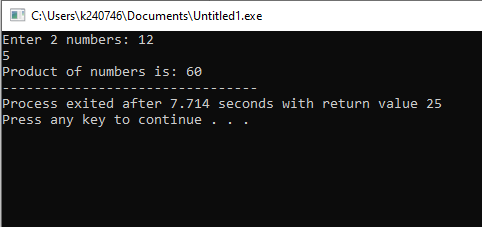 C:\Users\k240746\Documents\Untitled1.exe
Enter 2 numbers: 12
5
Product of numbers is: 60
--------------------------------
Process exited after 7.714 seconds with return value 25
Press any key to continue . . .